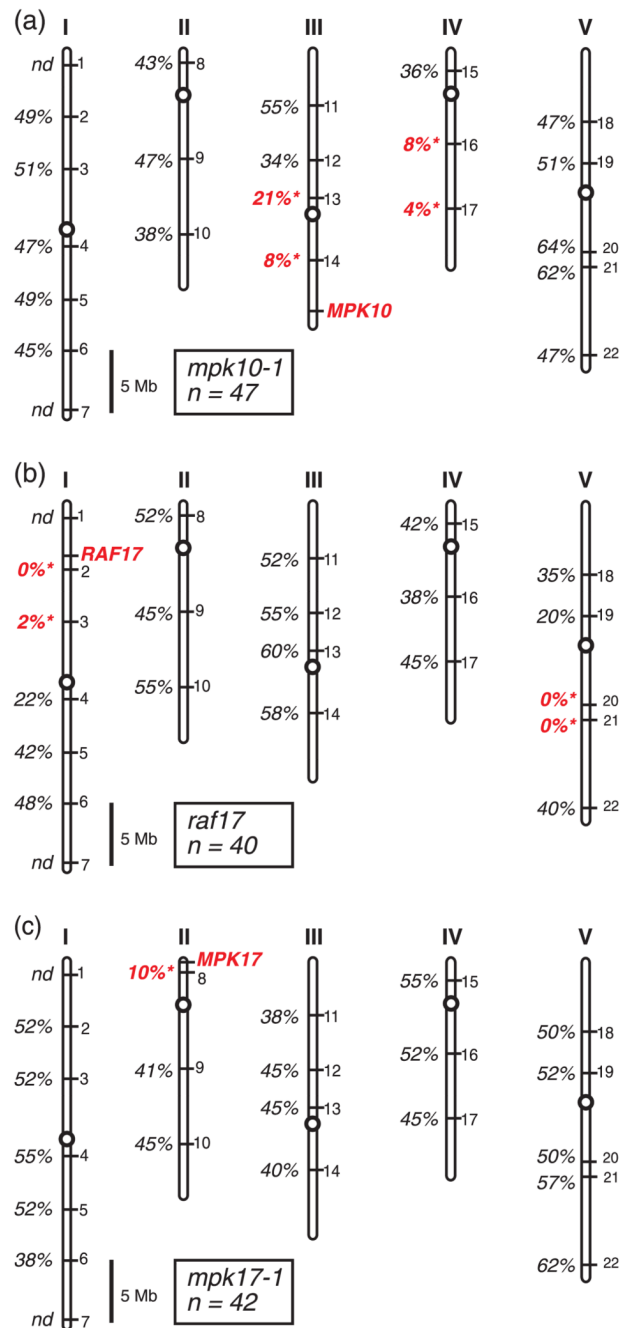 (a)
I II III IV V
nd 1
43% 8
36% 15
55% 11
49% 2
47% 18
8%* 16
47% 9
34% 12
51% 19
51% 3
21%* 13
4%* 17
38% 10
47% 4
64% 20
8%* 14
62% 21
49% 5
MPK10
45% 6
47% 22
5 Mb
mpk10-1
n = 47
nd 7
(b)
I II III IV V
nd 1
52% 8
42% 15
RAF17
52% 11
0%* 2
35% 18
38% 16
45% 9
55% 12
20% 19
2%* 3
60% 13
45% 17
55% 10
22% 4
0%* 20
58% 14
0%* 21
42% 5
48% 6
40% 22
5 Mb
raf17
n = 40
nd 7
(c)
I II III IV V
MPK17
nd 1
10%* 8
55% 15
38% 11
52% 2
50% 18
52% 16
41% 9
45% 12
52% 19
52% 3
45% 13
45% 17
45% 10
55% 4
50% 20
40% 14
57% 21
52% 5
38% 6
62% 22
5 Mb
mpk17-1
n = 42
nd 7